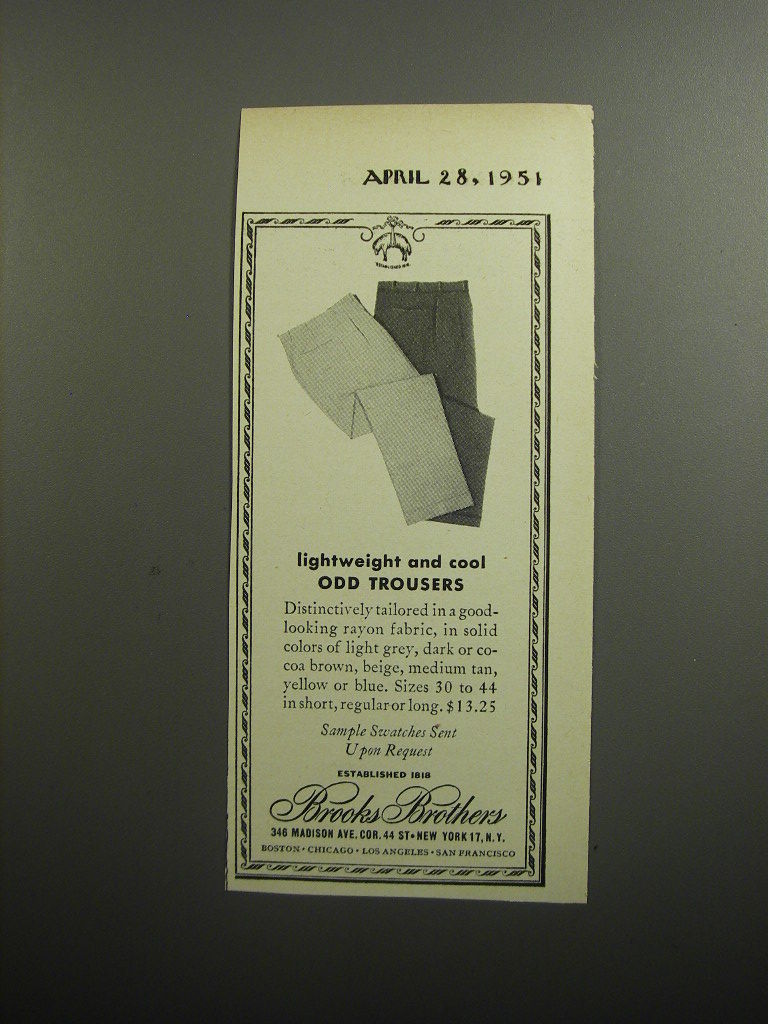 APRIL 28, 1951
ESTABLISHED 1818
lightweight and cool
ODD TROUSERS
Distinctively tailored in a good-
looking rayon fabric, in solid
colors of light grey, dark or co-
coa brown, beige, medium tan,
yellow or blue. Sizes 30 to 44
in short, regular or long. $13.25
Sample Swatches Sent
Upon Request
ESTABLISHED 1818
Brooks Brothers
346 MADISON AVE. COR. 44 ST • NEW YORK 17, N. Y.
BOSTON • CHICAGO • LOS ANGELES • SAN FRANCISCO